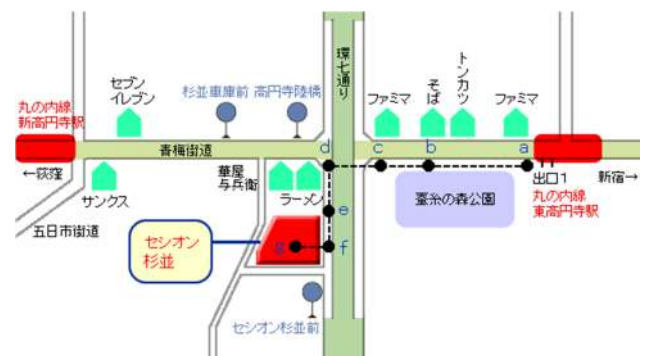 環七通り
トンカツ
そば
セブン
イレブン
杉並車庫前
高円寺陸橋
ファミマ
ファミマ
丸の内線
新高円寺駅
青梅街道
d
c
b
a
←荻窪
華屋
与兵衛
ラーメン
出口1
新宿→
サンクス
蚕糸の森公園
丸の内線
東高円寺駅
五日市街道
e
セシオン
杉並
g
f
セシオン杉並前